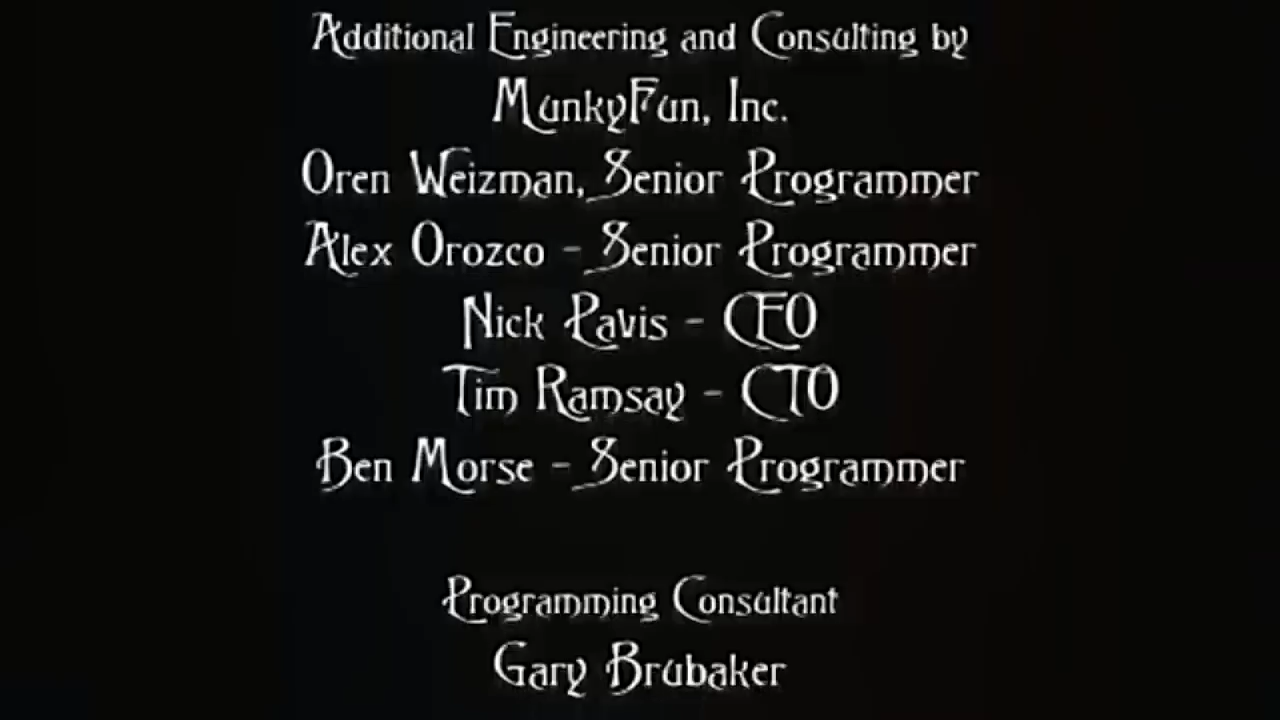 Additional Engineering and Consulting by
MunkyFun, Inc.
Oren Weizman, Senior Programmer
Alex Orozco - Senior Programmer
Nick Pavis - CEO
Tim Ramsay - CTO
Ben Morse - Senior Programmer
Programming Consultant
Gary Brubaker